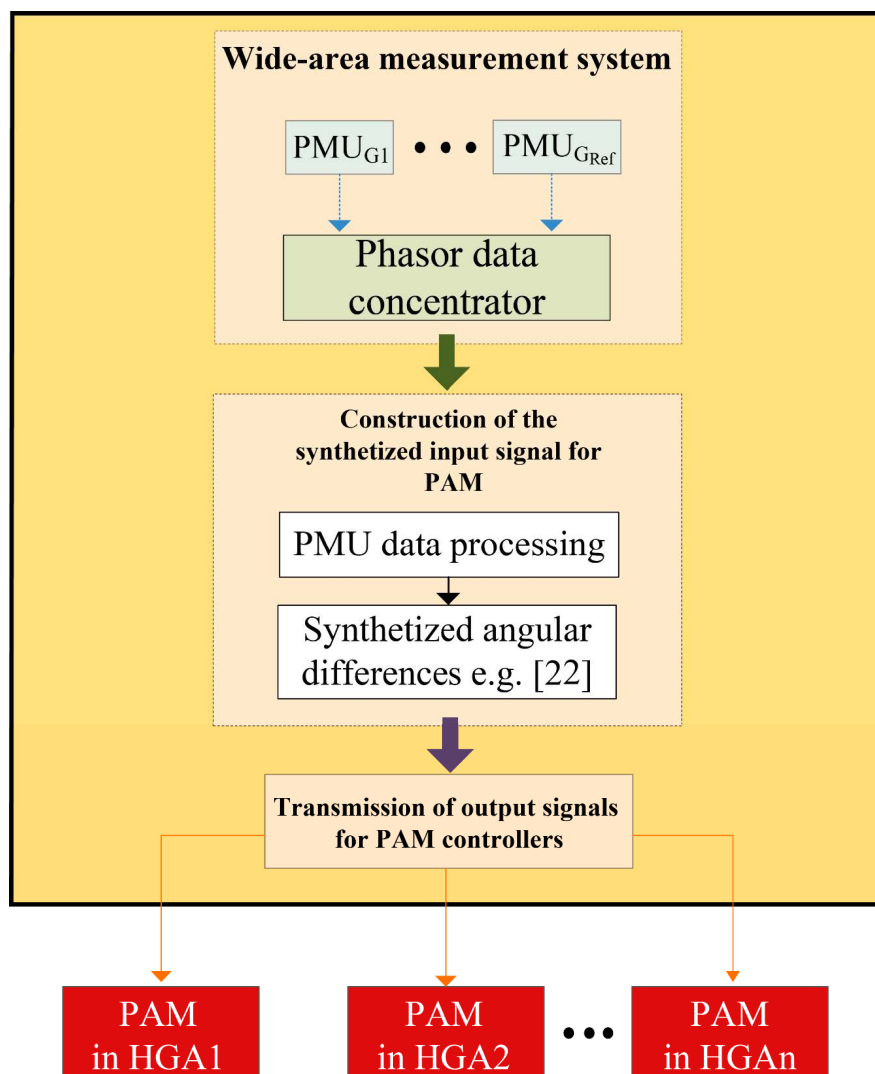 Wide-area measurement system
PMU_G1 • • • PMU_G_Ref
Phasor data
concentrator
Construction of the
synthetized input signal for
PAM
PMU data processing
Synthetized angular
differences e.g. [22]
Transmission of output signals
for PAM controllers
PAM
in HGA1
PAM
in HGA2
•••
PAM
in HGAn